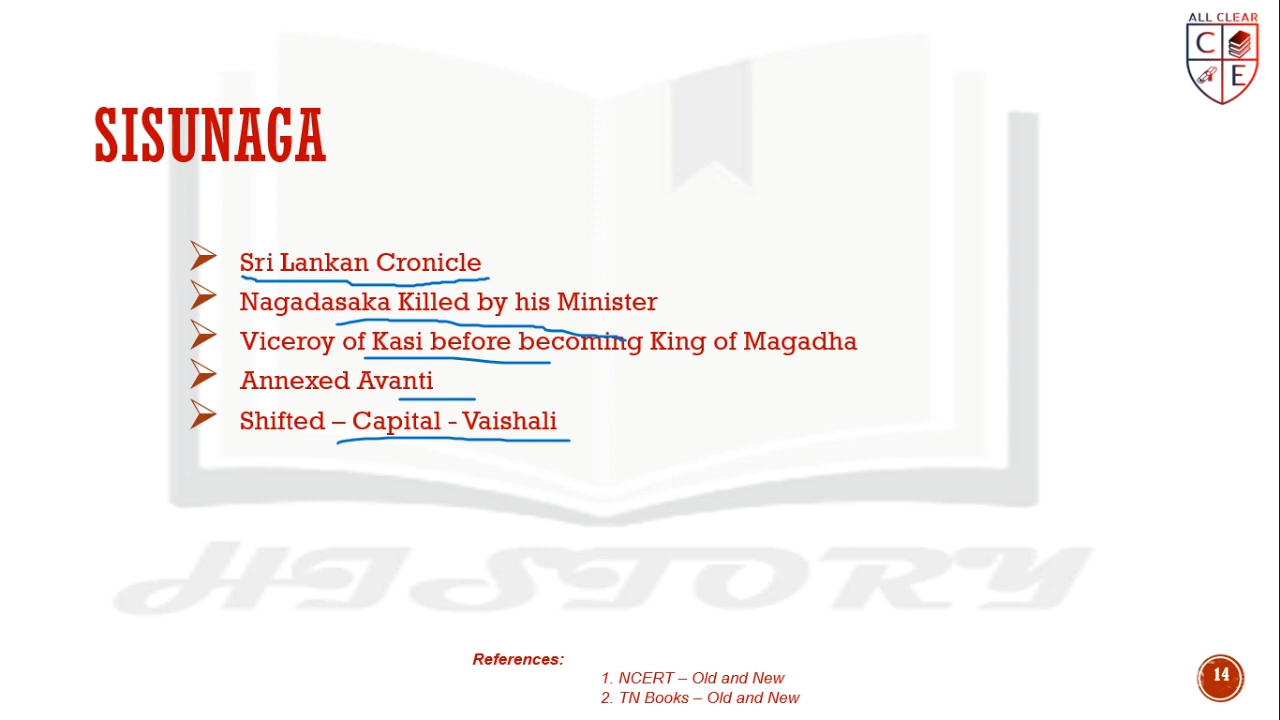 ALL CLEAR
C
E
SISUNAGA
Sri Lankan Cronicle
Nagadasaka Killed by his Minister
Viceroy of Kasi before becoming King of Magadha
Annexed Avanti
Shifted – Capital - Vaishali
HISTORY
References:
1. NCERT – Old and New
2. TN Books – Old and New
14